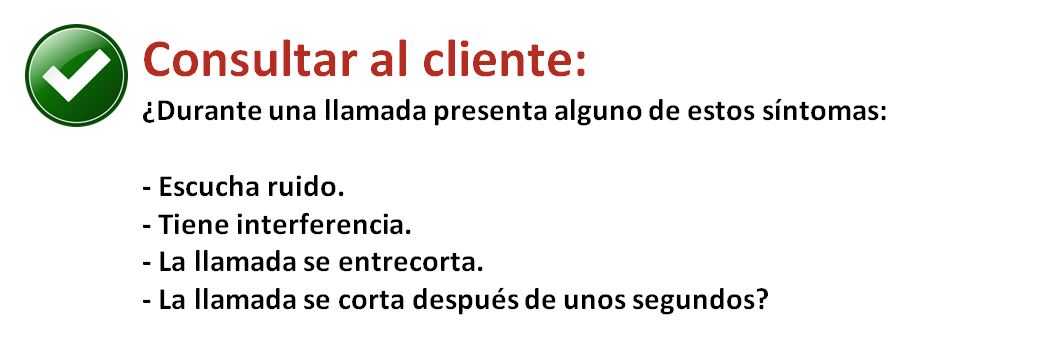 Consultar al cliente:
¿Durante una llamada presenta alguno de estos síntomas:
- Escucha ruido.
- Tiene interferencia.
- La llamada se entrecorta.
- La llamada se corta después de unos segundos?